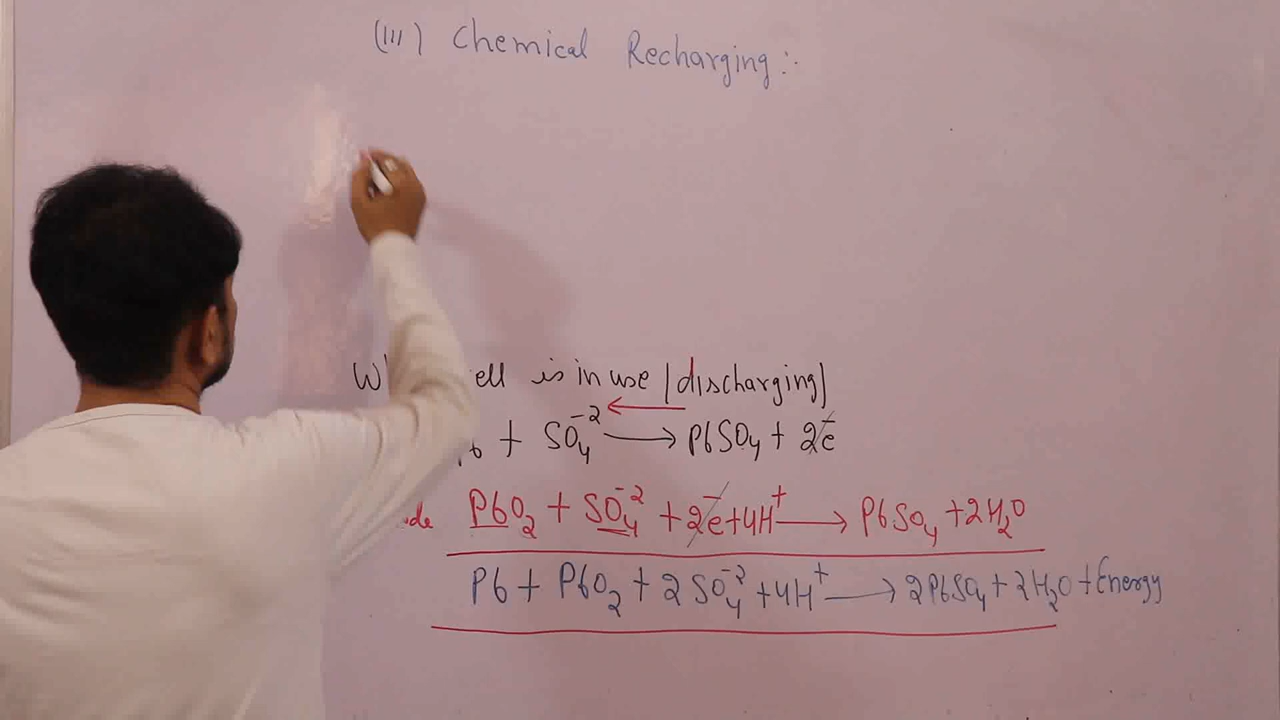 (III) Chemical Recharging :-
is in use (discharging)
+ SO₄⁻² ⟶ PbSO₄ + 2e⁻
PbO₂ + SO₄⁻² + 2e⁻ + 4H⁺ ⟶ PbSO₄ + 2H₂O
Pb + PbO₂ + 2SO₄⁻² + 4H⁺ ⟶ 2PbSO₄ + 2H₂O + Energy